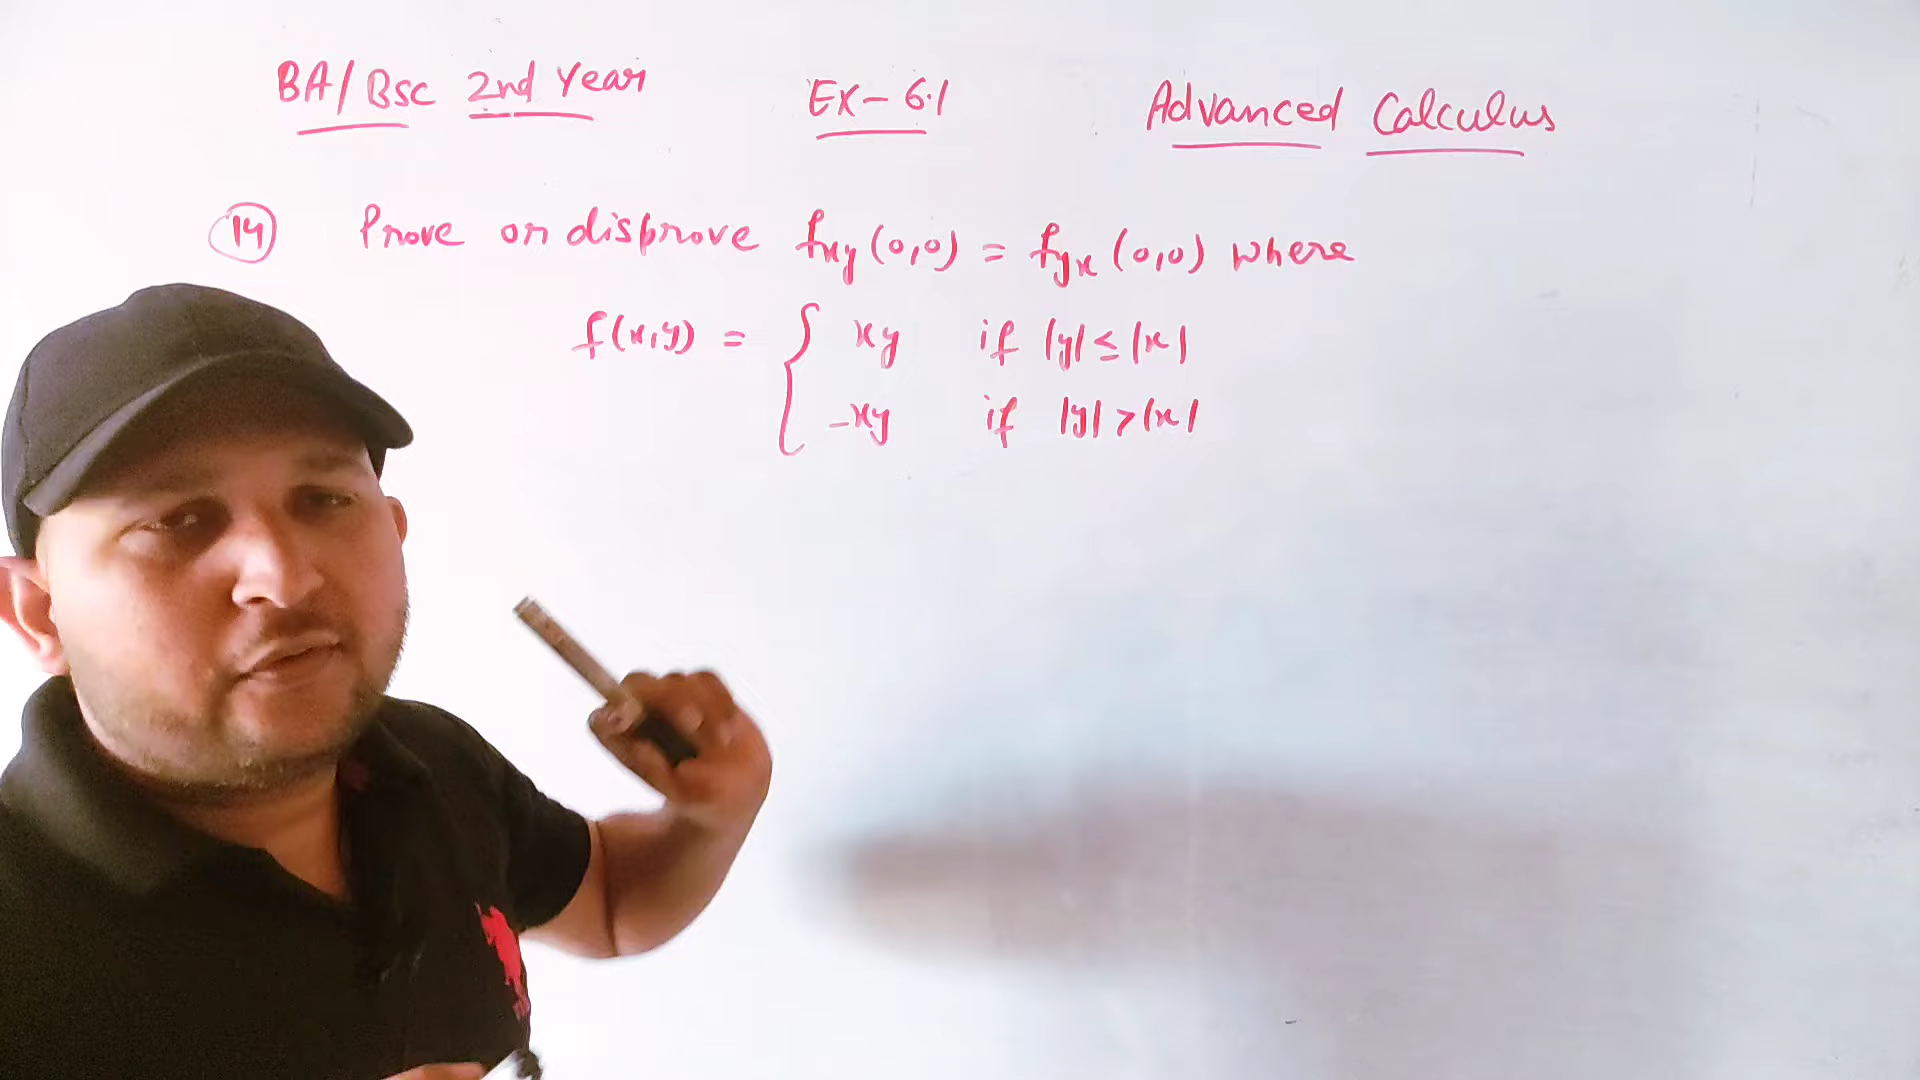 BA/Bsc 2nd Year EX-6.1 Advanced Calculus
14 Prove or disprove fxy(0,0) = fyx(0,0) where
f(x,y) = { xy if |y| ≤ |x|
-xy if |y| > |x|